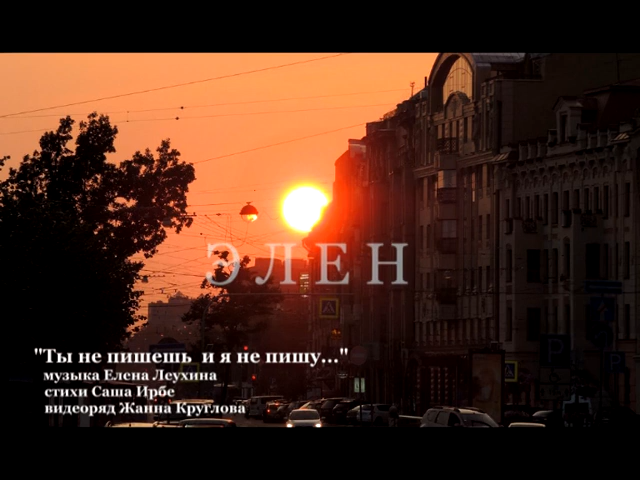 ЭЛЕН
"Ты не пишешь и я не пишу..."
музыка Елена Леухина
стихи Саша Ирбе
видеоряд Жанна Круглова